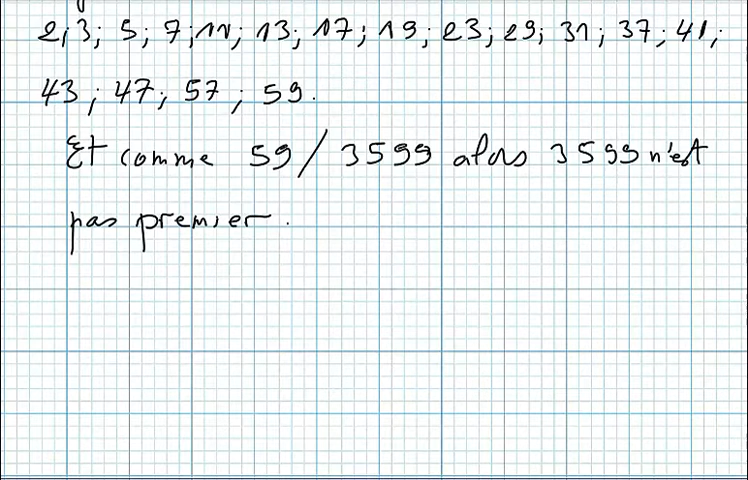 2; 3; 5; 7; 11; 13; 17; 19; 23; 29; 31; 37; 41;
43; 47; 57; 59.
Et comme 59/3599 alors 3599 n'est
pas premier.